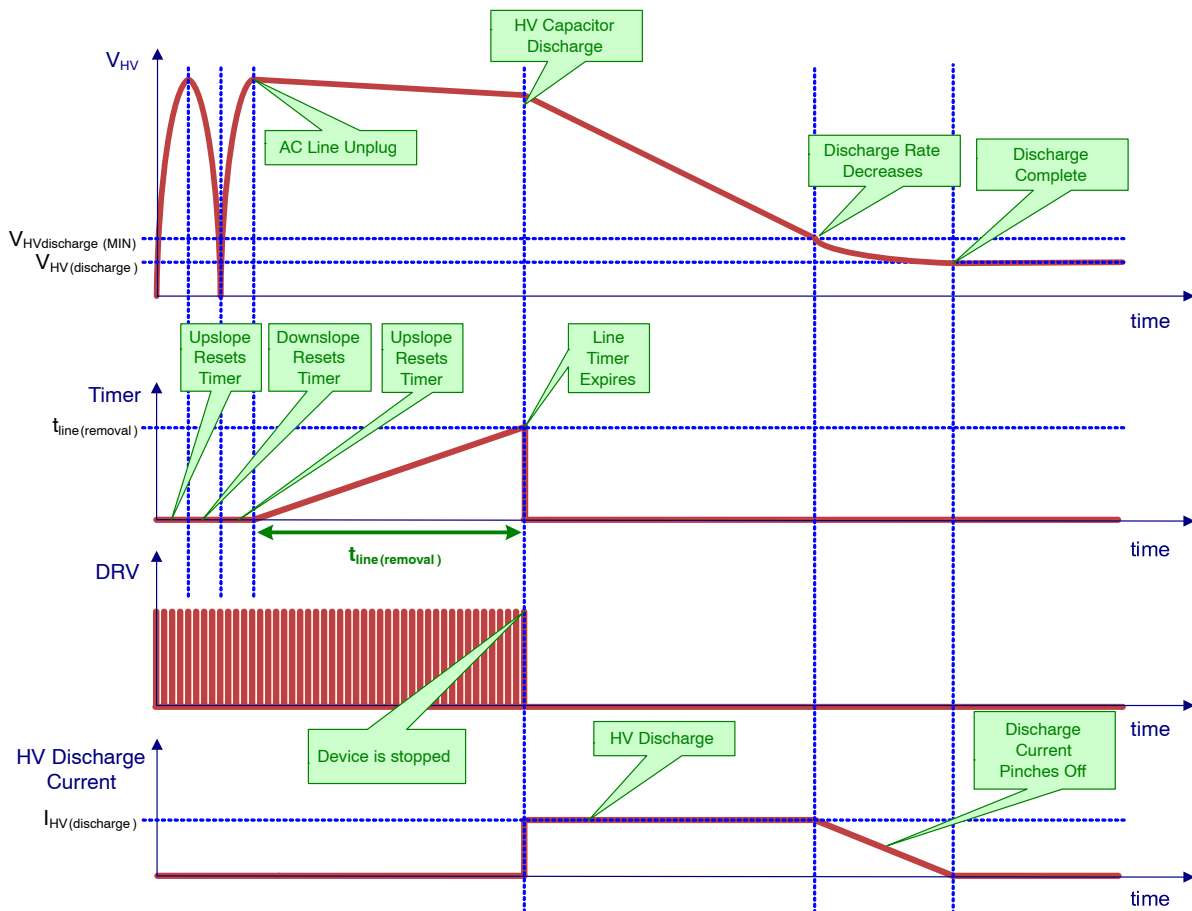 HV Capacitor
Discharge
V_HV
AC Line Unplug
Discharge Rate
Decreases
Discharge
Complete
V_HVdischarge (MIN)
V_HV (discharge)
time
Upslope
Resets
Timer
Downslope
Resets
Timer
Upslope
Resets
Timer
Line
Timer
Expires
Timer
t_line (removal)
time
t_line (removal)
DRV
time
Device is stopped
HV Discharge
Discharge
Current
Pinches Off
HV Discharge
Current
I_HV (discharge)
time